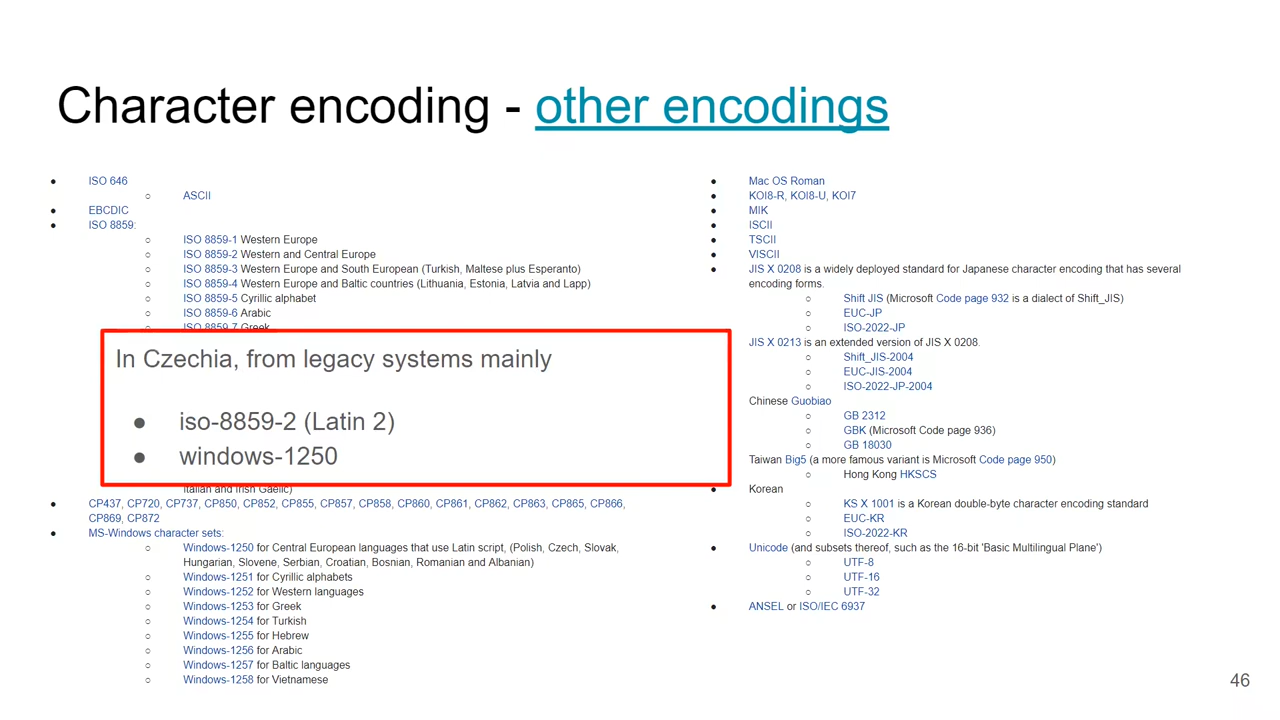 Character encoding - other encodings
ISO 646
ASCII
EBCDIC
ISO 8859:
ISO 8859-1 Western Europe
ISO 8859-2 Western and Central Europe
ISO 8859-3 Western Europe and South European (Turkish, Maltese plus Esperanto)
ISO 8859-4 Western Europe and Baltic countries (Lithuania, Estonia, Latvia and Lapp)
ISO 8859-5 Cyrillic alphabet
ISO 8859-6 Arabic
ISO 8859-7 Greek
In Czechia, from legacy systems mainly
iso-8859-2 (Latin 2)
windows-1250
Italian and Irish Gaelic)
CP437, CP720, CP737, CP850, CP852, CP855, CP857, CP858, CP860, CP861, CP862, CP863, CP865, CP866,
CP869, CP872
MS-Windows character sets:
Windows-1250 for Central European languages that use Latin script, (Polish, Czech, Slovak,
Hungarian, Slovene, Serbian, Croatian, Bosnian, Romanian and Albanian)
Windows-1251 for Cyrillic alphabets
Windows-1252 for Western languages
Windows-1253 for Greek
Windows-1254 for Turkish
Windows-1255 for Hebrew
Windows-1256 for Arabic
Windows-1257 for Baltic languages
Windows-1258 for Vietnamese
Mac OS Roman
KOI8-R, KOI8-U, KOI7
MIK
ISCII
TSCII
VISCII
JIS X 0208 is a widely deployed standard for Japanese character encoding that has several
encoding forms.
Shift JIS (Microsoft Code page 932 is a dialect of Shift_JIS)
EUC-JP
ISO-2022-JP
JIS X 0213 is an extended version of JIS X 0208.
Shift_JIS-2004
EUC-JIS-2004
ISO-2022-JP-2004
Chinese Guobiao
GB 2312
GBK (Microsoft Code page 936)
GB 18030
Taiwan Big5 (a more famous variant is Microsoft Code page 950)
Hong Kong HKSCS
Korean
KS X 1001 is a Korean double-byte character encoding standard
EUC-KR
ISO-2022-KR
Unicode (and subsets thereof, such as the 16-bit 'Basic Multilingual Plane')
UTF-8
UTF-16
UTF-32
ANSEL or ISO/IEC 6937
46